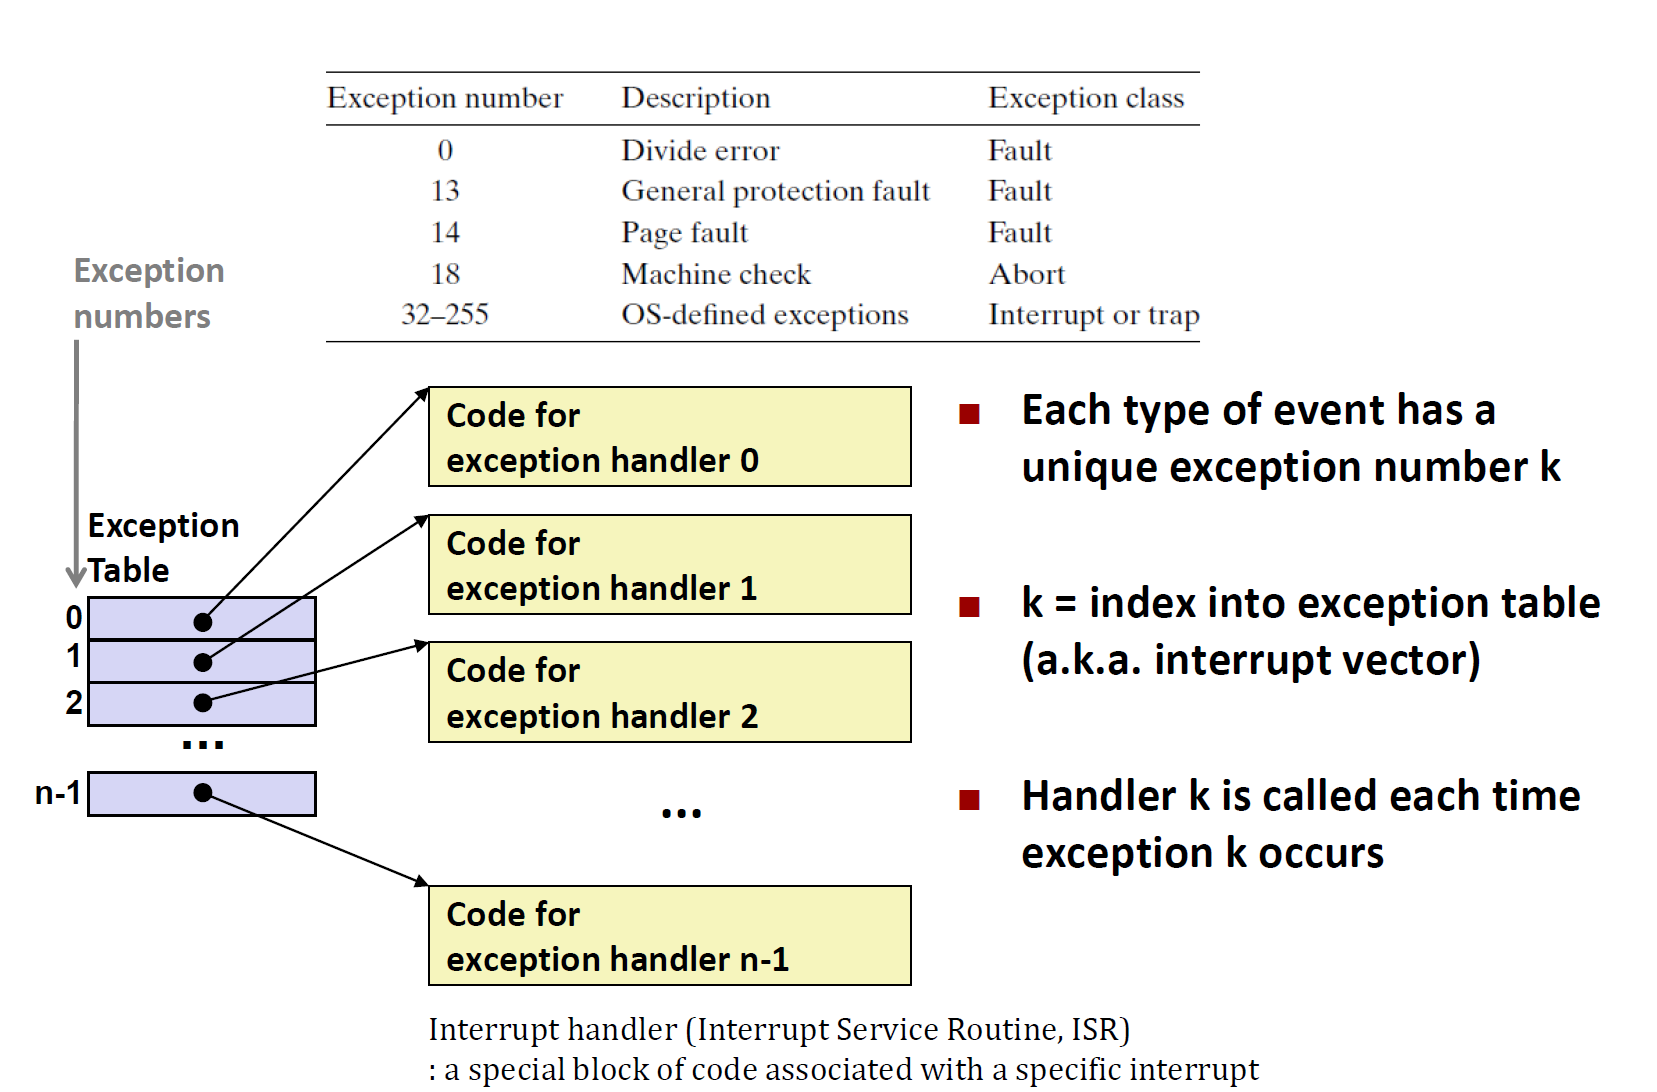 Exception number Description Exception class
0 Divide error Fault
13 General protection fault Fault
14 Page fault Fault
18 Machine check Abort
32–255 OS-defined exceptions Interrupt or trap
Exception
numbers
Exception
Table
0
1
2
...
n-1
Code for
exception handler 0
Code for
exception handler 1
Code for
exception handler 2
...
Code for
exception handler n-1
Each type of event has a
unique exception number k
k = index into exception table
(a.k.a. interrupt vector)
Handler k is called each time
exception k occurs
Interrupt handler (Interrupt Service Routine, ISR)
: a special block of code associated with a specific interrupt